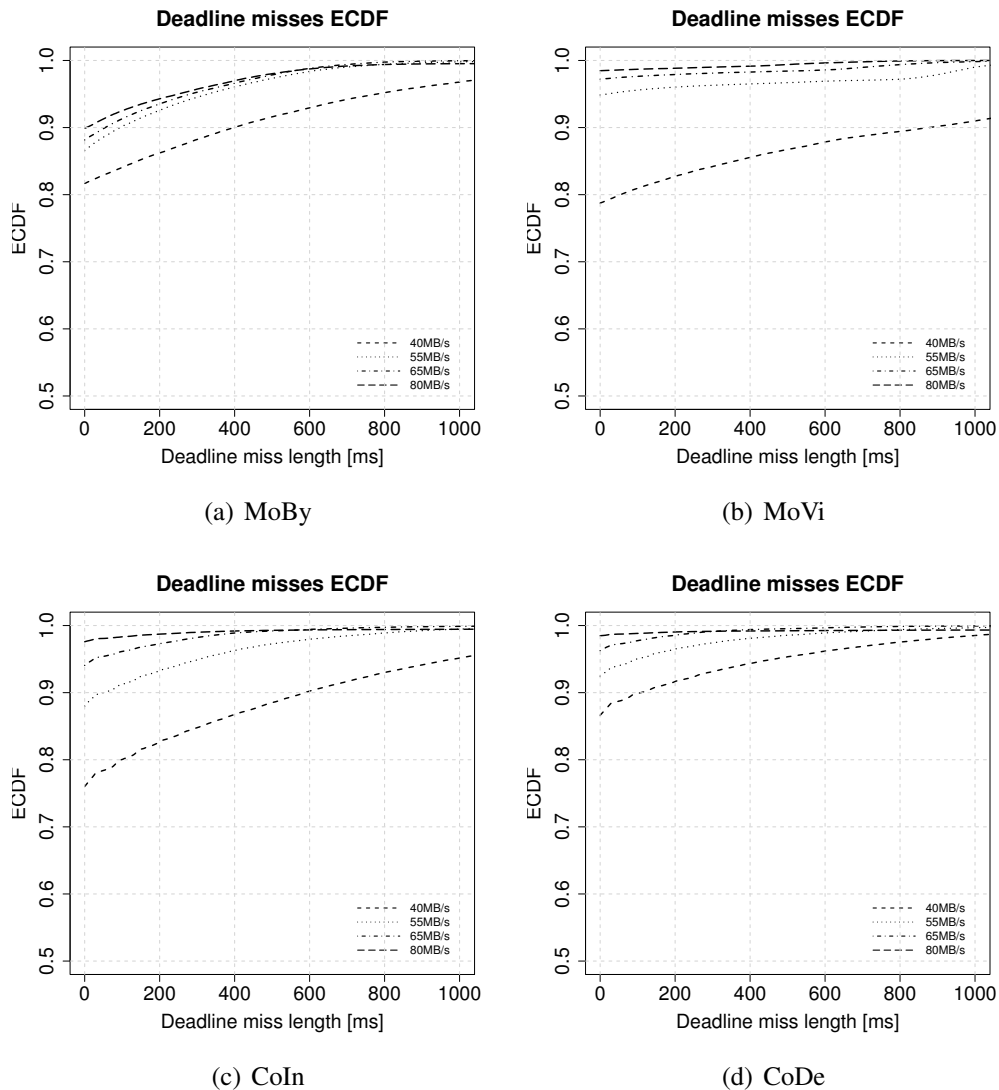 Deadline misses ECDF
ECDF
1.0
0.9
0.8
0.7
0.6
0.5
40MB/s
55MB/s
65MB/s
80MB/s
0 200 400 600 800 1000
Deadline miss length [ms]
(a) MoBy
Deadline misses ECDF
ECDF
1.0
0.9
0.8
0.7
0.6
0.5
40MB/s
55MB/s
65MB/s
80MB/s
0 200 400 600 800 1000
Deadline miss length [ms]
(b) MoVi
Deadline misses ECDF
ECDF
1.0
0.9
0.8
0.7
0.6
0.5
40MB/s
55MB/s
65MB/s
80MB/s
0 200 400 600 800 1000
Deadline miss length [ms]
(c) CoIn
Deadline misses ECDF
ECDF
1.0
0.9
0.8
0.7
0.6
0.5
40MB/s
55MB/s
65MB/s
80MB/s
0 200 400 600 800 1000
Deadline miss length [ms]
(d) CoDe